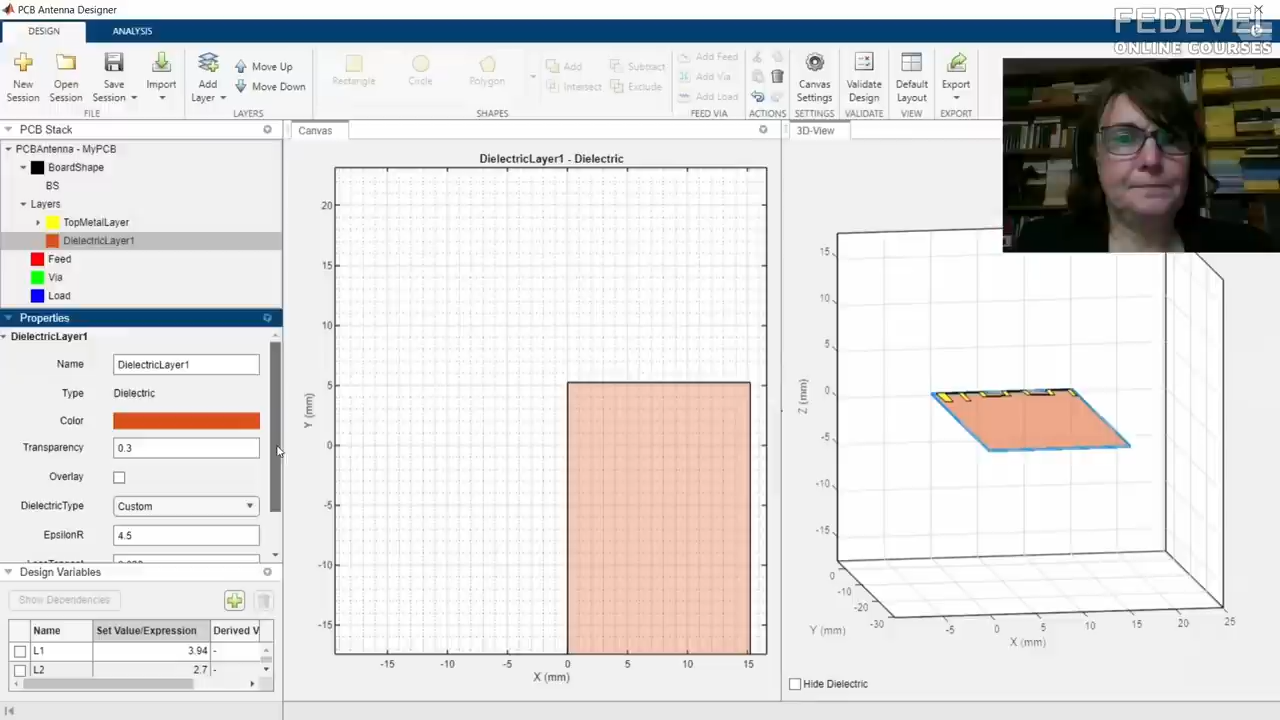 PCB Antenna Designer
FEDEVEL
ONLINE COURSES
DESIGN
ANALYSIS
New Session
Open Session
Save Session
Import
Add Layer
Move Up
Move Down
Rectangle
Circle
Polygon
Add
Subtract
Intersect
Exclude
Add Feed
Add Via
Add Load
Canvas Settings
Validate Design
Default Layout
Export
FILE
LAYERS
SHAPES
FEED VIA
ACTIONS
SETTINGS
VALIDATE
VIEW
EXPORT
PCB Stack
PCBAntenna - MyPCB
BoardShape
BS
Layers
TopMetalLayer
DielectricLayer1
Feed
Via
Load
Properties
DielectricLayer1
Name DielectricLayer1
Type Dielectric
Color
Transparency 0.3
Overlay
DielectricType Custom
EpsilonR 4.5
Design Variables
Show Dependencies
Name Set Value/Expression Derived V
L1 3.94 -
L2 2.7 -
Canvas
DielectricLayer1 - Dielectric
20
15
10
5
0
-5
-10
-15
Y (mm)
-15 -10 -5 0 5 10 15
X (mm)
3D-View
15
10
5
0
-5
-10
-15
Z (mm)
0
-10
-20
-30
Y (mm)
-5 0 5 10 15 20 25
X (mm)
Hide Dielectric